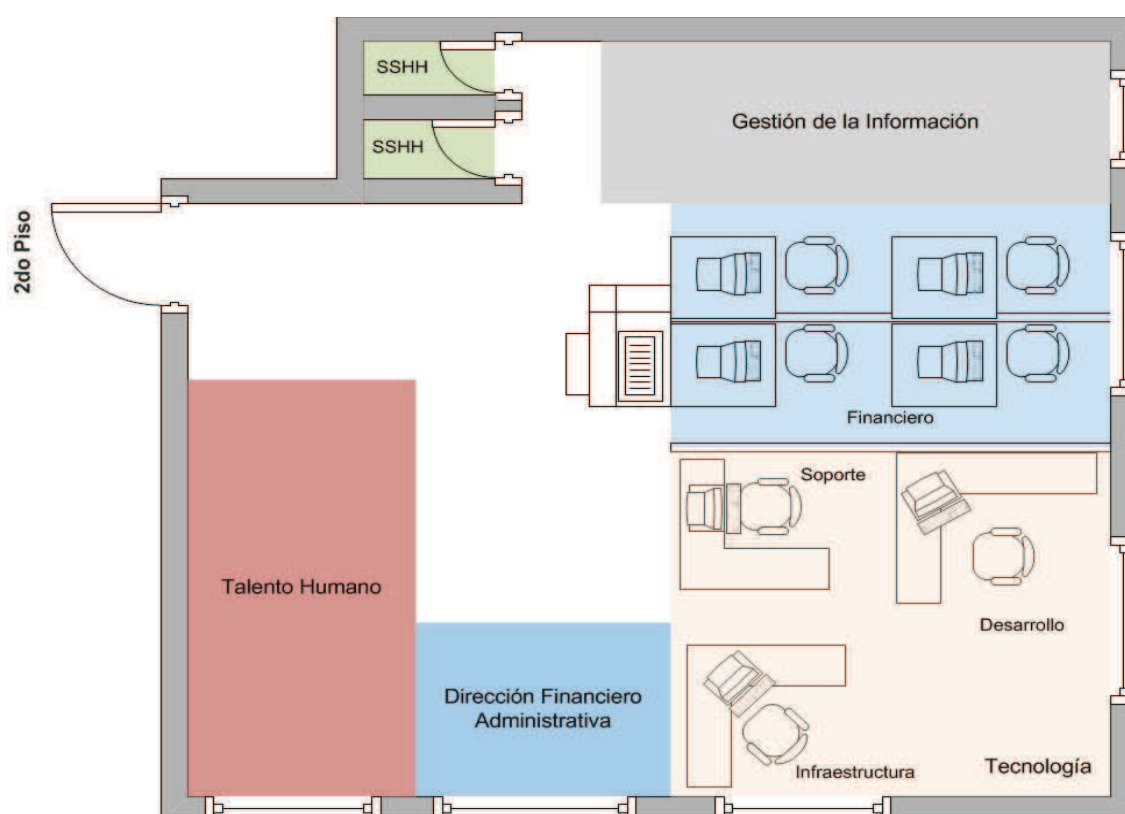 SSHH
Gestión de la Información
SSHH
2do Piso
Financiero
Soporte
Talento Humano
Desarrollo
Dirección Financiero
Administrativa
Infraestructura
Tecnología